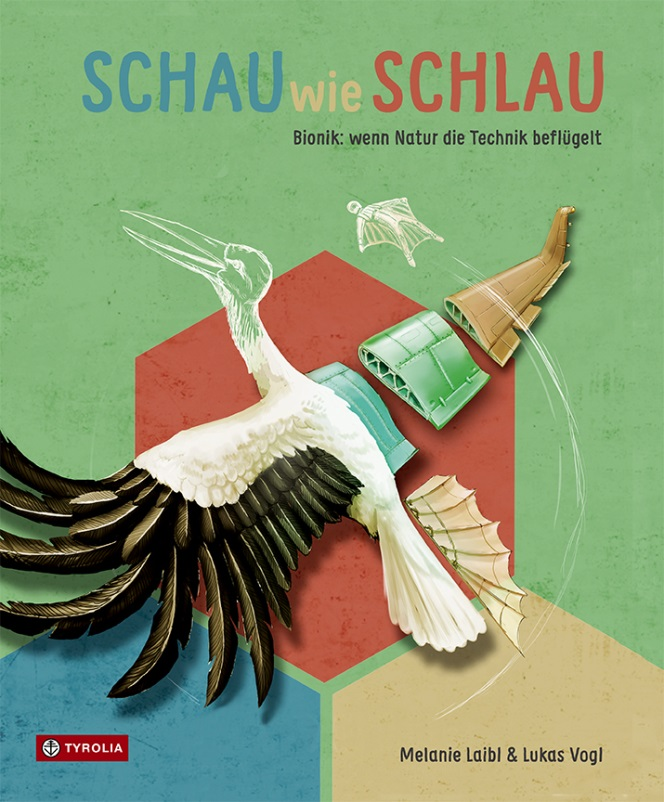 SCHAU wie SCHLAU
Bionik: wenn Natur die Technik beflügelt
TYROLIA
Melanie Laibl & Lukas Vogl